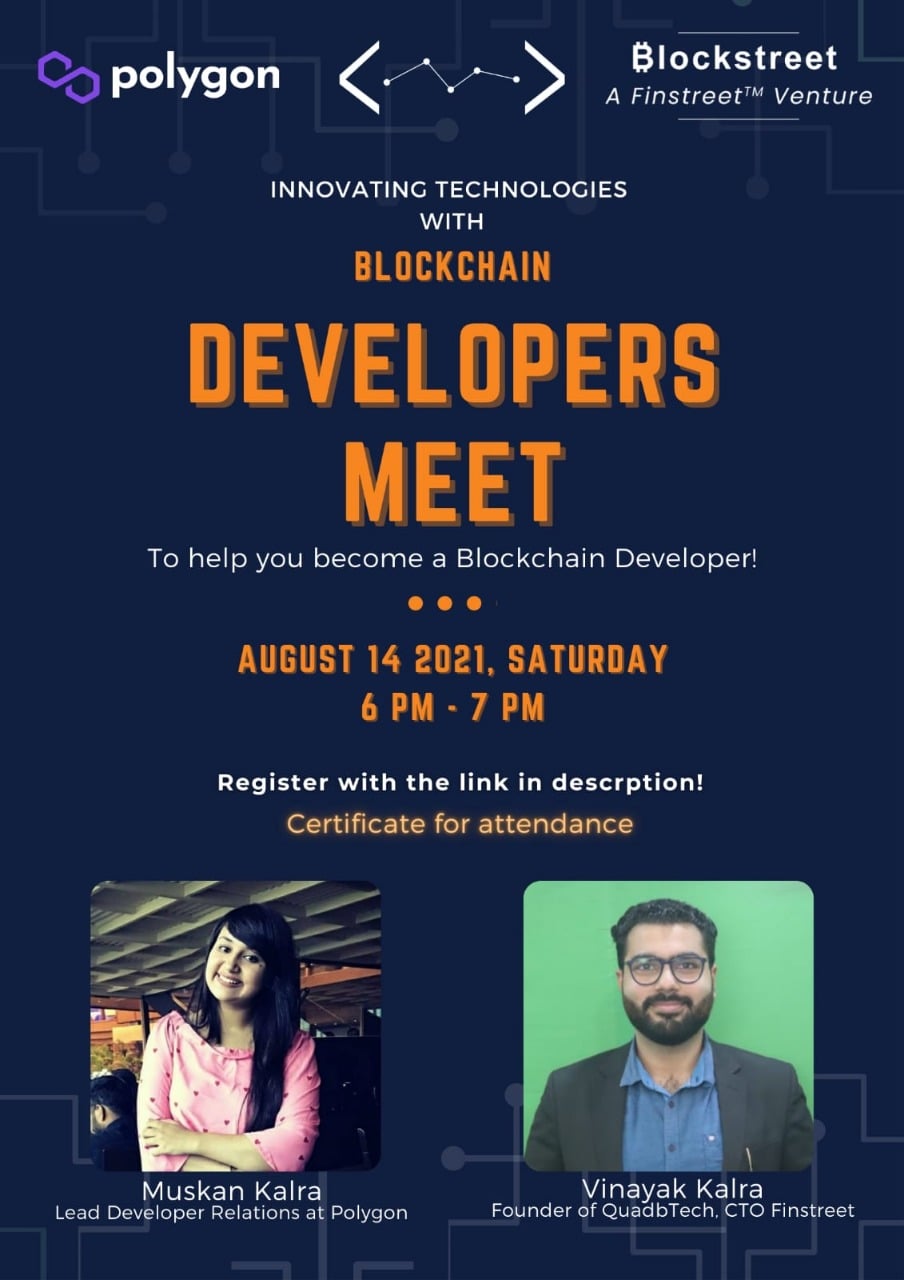 polygon
₿lockstreet
A Finstreet™ Venture
INNOVATING TECHNOLOGIES
WITH
BLOCKCHAIN
DEVELOPERS
MEET
To help you become a Blockchain Developer!
AUGUST 14 2021, SATURDAY
6 PM - 7 PM
Register with the link in descrption!
Certificate for attendance
Muskan Kalra
Lead Developer Relations at Polygon
Vinayak Kalra
Founder of QuadbTech, CTO Finstreet